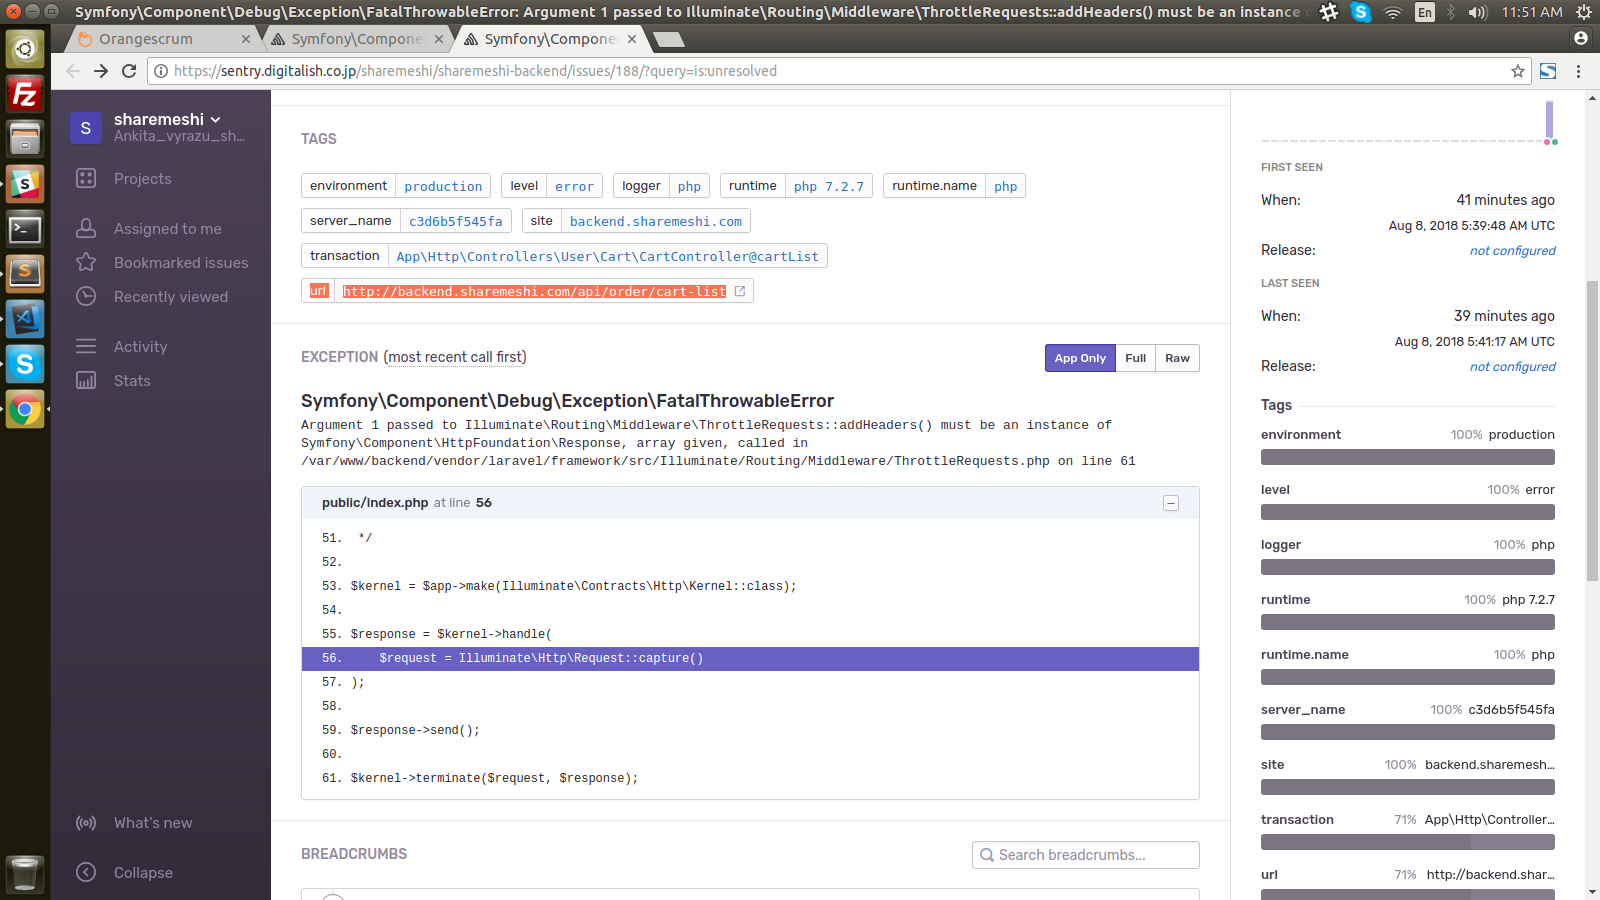 Symfony\Component\Debug\Exception\FatalThrowableError: Argument 1 passed to Illuminate\Routing\Middleware\ThrottleRequests::addHeaders() must be an instance
En
11:51 AM
Orangescrum
Symfony\Compone
Symfony\Compone
https://sentry.digitalish.co.jp/sharemeshi/sharemeshi-backend/issues/188/?query=is:unresolved
S
sharemeshi
Ankita_vyrazu_sh...
Projects
Assigned to me
Bookmarked issues
Recently viewed
Activity
Stats
What's new
Collapse
TAGS
environment production
level error
logger php
runtime php 7.2.7
runtime.name php
server_name c3d6b5f545fa
site backend.sharemeshi.com
transaction App\Http\Controllers\User\Cart\CartController@cartList
url http://backend.sharemeshi.com/api/order/cart-list
EXCEPTION (most recent call first)
App Only Full Raw
Symfony\Component\Debug\Exception\FatalThrowableError
Argument 1 passed to Illuminate\Routing\Middleware\ThrottleRequests::addHeaders() must be an instance of
Symfony\Component\HttpFoundation\Response, array given, called in
/var/www/backend/vendor/laravel/framework/src/Illuminate/Routing/Middleware/ThrottleRequests.php on line 61
public/index.php at line 56
51. */
52.
53. $kernel = $app->make(Illuminate\Contracts\Http\Kernel::class);
54.
55. $response = $kernel->handle(
56. $request = Illuminate\Http\Request::capture()
57. );
58.
59. $response->send();
60.
61. $kernel->terminate($request, $response);
BREADCRUMBS
Search breadcrumbs...
FIRST SEEN
When: 41 minutes ago
Aug 8, 2018 5:39:48 AM UTC
Release: not configured
LAST SEEN
When: 39 minutes ago
Aug 8, 2018 5:41:17 AM UTC
Release: not configured
Tags
environment 100% production
level 100% error
logger 100% php
runtime 100% php 7.2.7
runtime.name 100% php
server_name 100% c3d6b5f545fa
site 100% backend.sharemesh...
transaction 71% App\Http\Controller...
url 71% http://backend.shar...